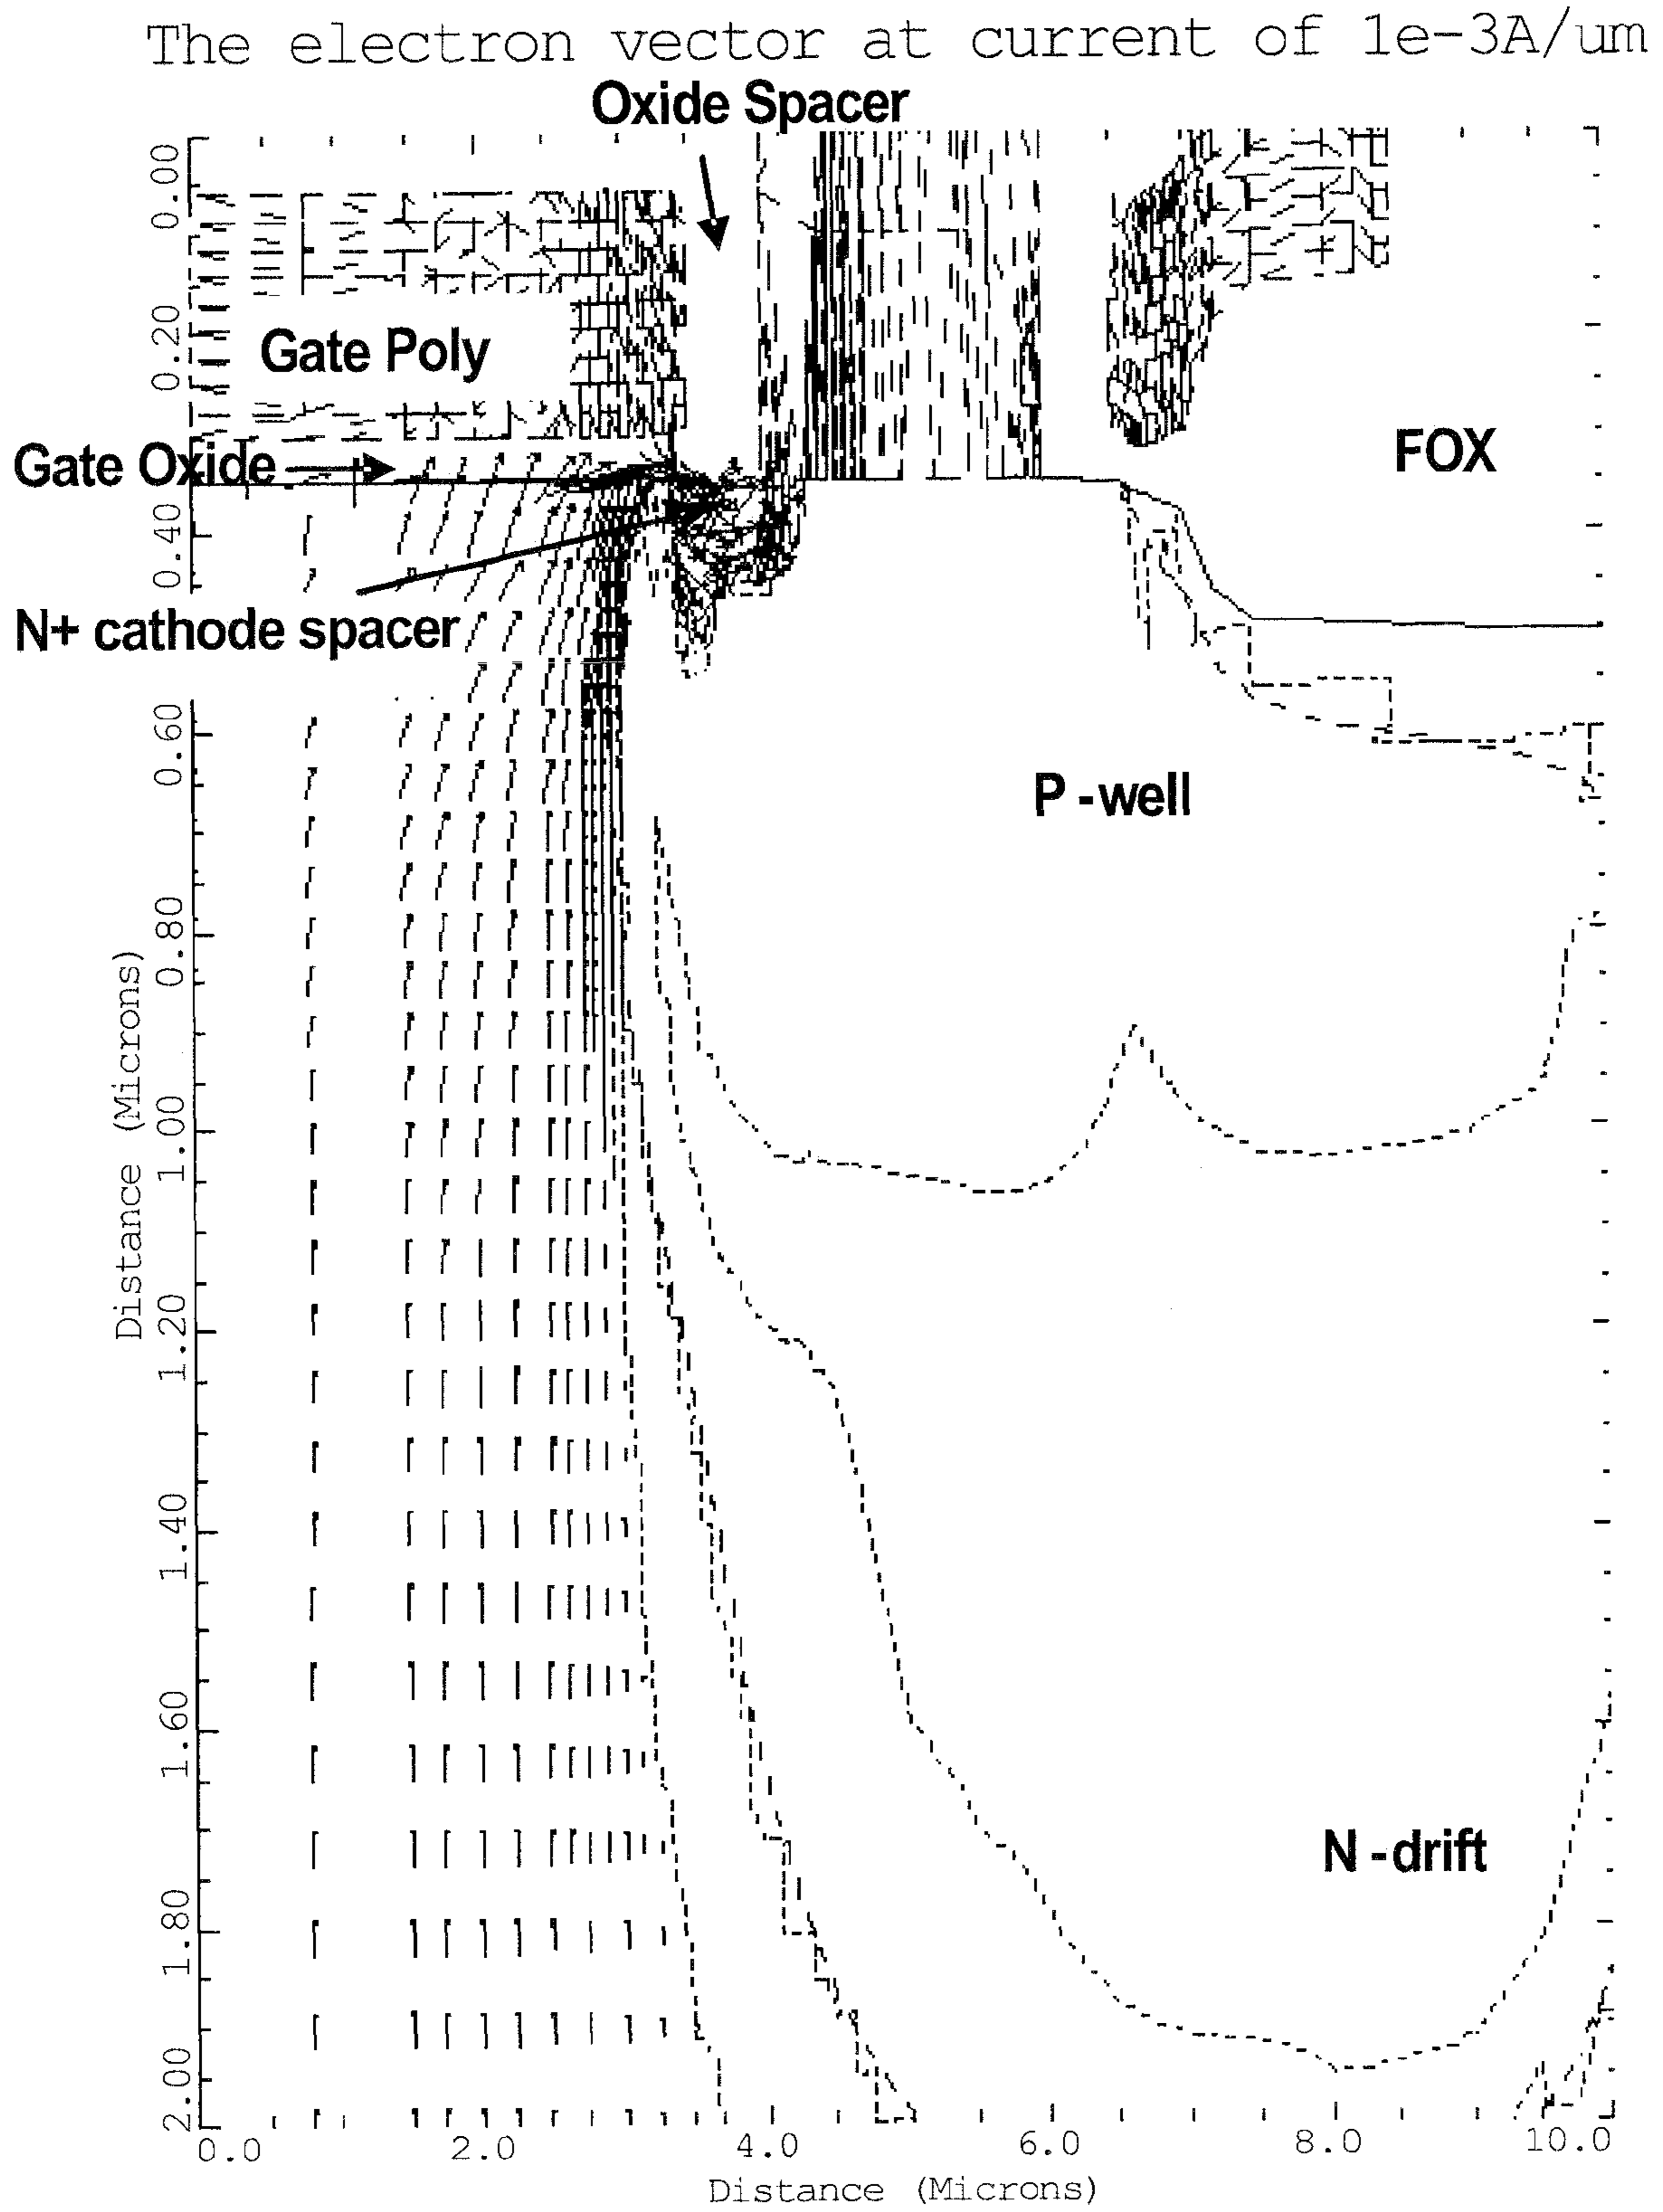 The electron vector at current of 1e-3A/um
Oxide Spacer
Gate Poly
Gate Oxide
FOX
N+ cathode spacer
P -well
N -drift
Distance (Microns)
0.00
0.20
0.40
0.60
0.80
1.00
1.20
1.40
1.60
1.80
2.00
0.0 2.0 4.0 6.0 8.0 10.0
Distance (Microns)